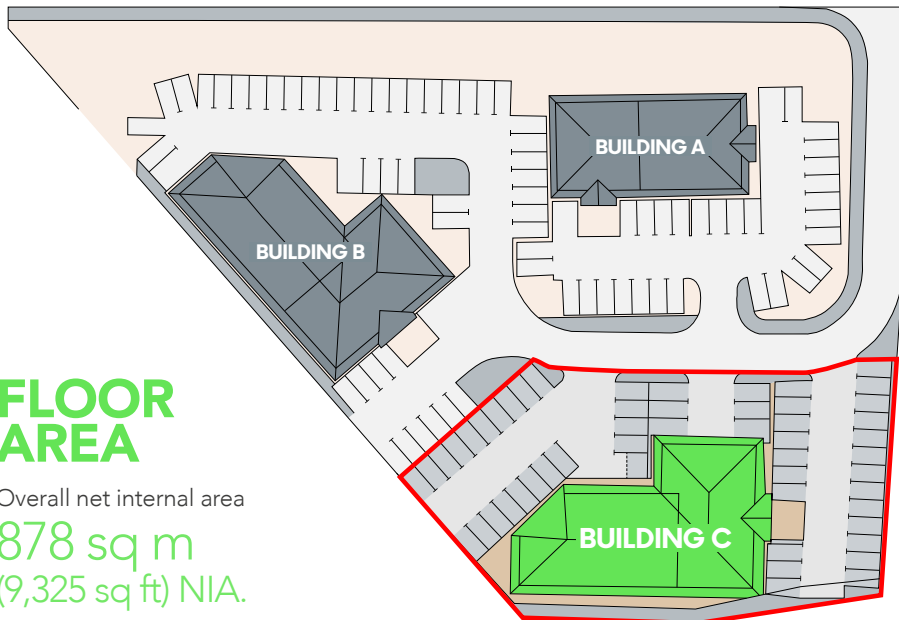 BUILDING A
BUILDING B
FLOOR
AREA
Overall net internal area
878 sq m
(9,325 sq ft) NIA.
BUILDING C